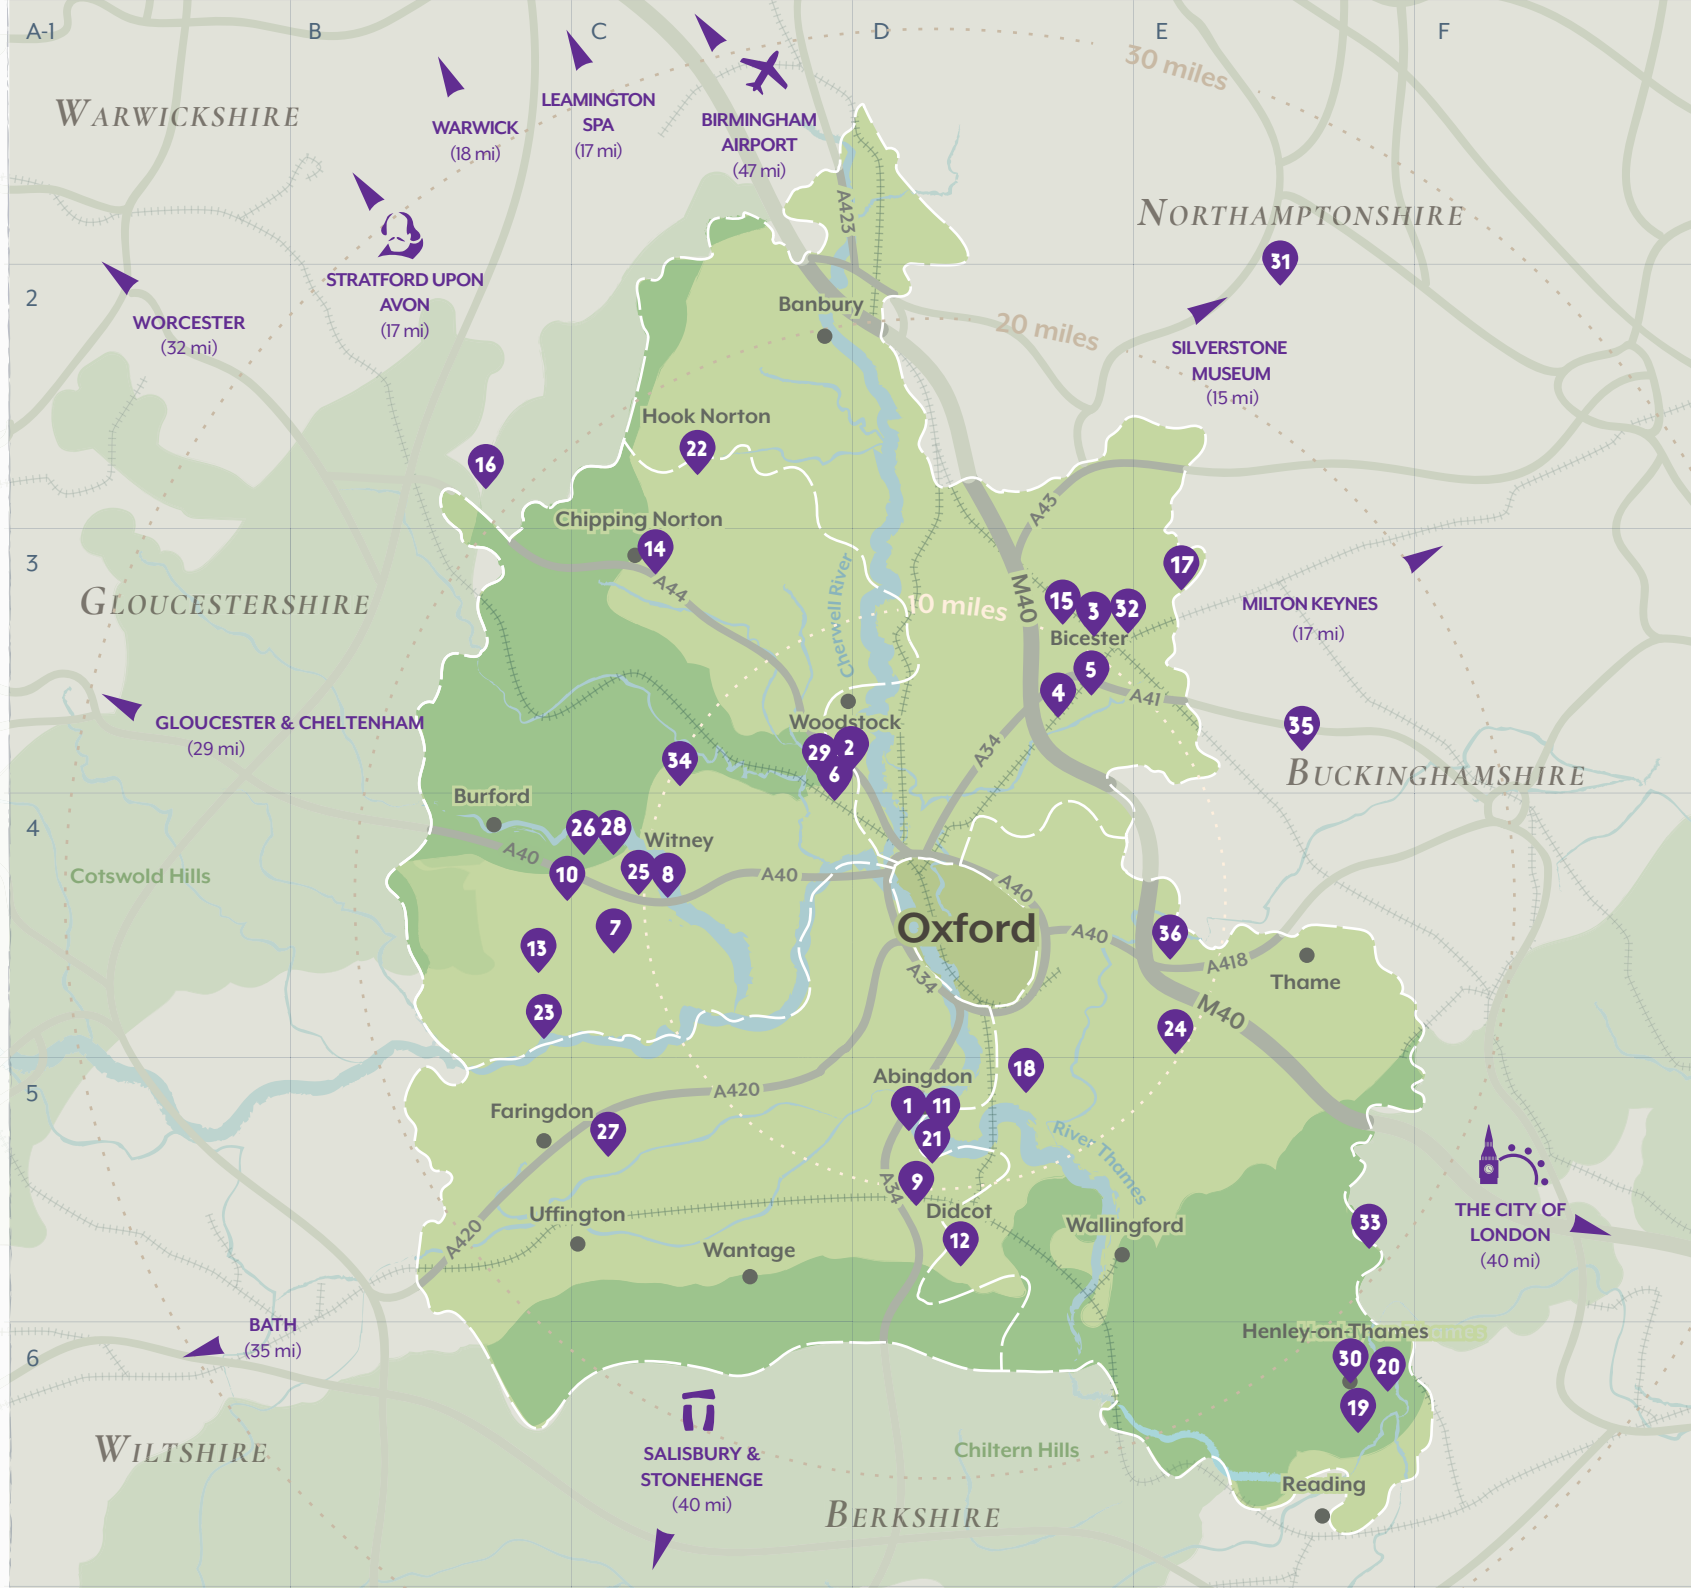 A-1
B
C
D
E
F
30 miles
WARWICKSHIRE
LEAMINGTON
SPA
(17 mi)
WARWICK
(18 mi)
BIRMINGHAM
AIRPORT
(47 mi)
A423
NORTHAMPTONSHIRE
31
STRATFORD UPON
AVON
(17 mi)
2
WORCESTER
(32 mi)
Banbury
20 miles
SILVERSTONE
MUSEUM
(15 mi)
Hook Norton
22
16
Chipping Norton
14
A44
A43
3
17
Cherwell River
10 miles
M40
15
3
32
Bicester
MILTON KEYNES
(17 mi)
GLOUCESTERSHIRE
5
4
A41
GLOUCESTER & CHELTENHAM
(29 mi)
Woodstock
29
2
6
34
A34
35
BUCKINGHAMSHIRE
Burford
4
26
28
Witney
A40
10
25
8
A40
A40
Cotswold Hills
7
13
Oxford
A40
36
A418
Thame
A34
23
M40
24
5
18
Abingdon
A420
1
11
Faringdon
27
21
River Thames
9
A34
Didcot
12
Uffington
A420
Wantage
Wallingford
33
THE CITY OF
LONDON
(40 mi)
BATH
(35 mi)
6
Henley-on-Thames
30
20
19
SALISBURY &
STONEHENGE
(40 mi)
WILTSHIRE
Chiltern Hills
Reading
BERKSHIRE